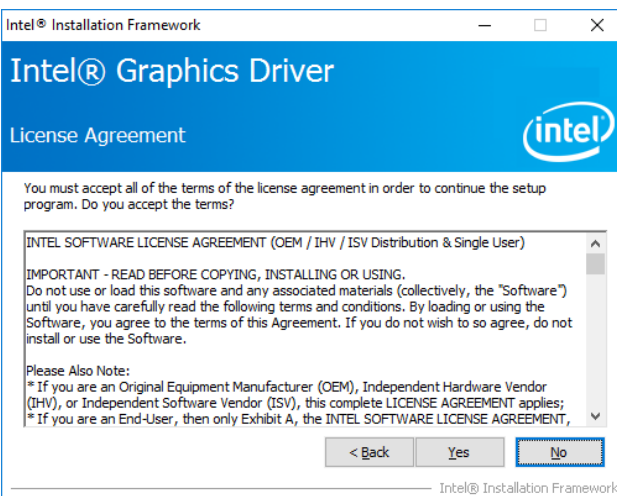 Intel® Installation Framework
Intel® Graphics Driver
License Agreement
intel
You must accept all of the terms of the license agreement in order to continue the setup
program. Do you accept the terms?
INTEL SOFTWARE LICENSE AGREEMENT (OEM / IHV / ISV Distribution & Single User)
IMPORTANT - READ BEFORE COPYING, INSTALLING OR USING.
Do not use or load this software and any associated materials (collectively, the "Software")
until you have carefully read the following terms and conditions. By loading or using the
Software, you agree to the terms of this Agreement. If you do not wish to so agree, do not
install or use the Software.
Please Also Note:
* If you are an Original Equipment Manufacturer (OEM), Independent Hardware Vendor
(IHV), or Independent Software Vendor (ISV), this complete LICENSE AGREEMENT applies;
* If you are an End-User, then only Exhibit A, the INTEL SOFTWARE LICENSE AGREEMENT,
< Back Yes No
Intel® Installation Framework